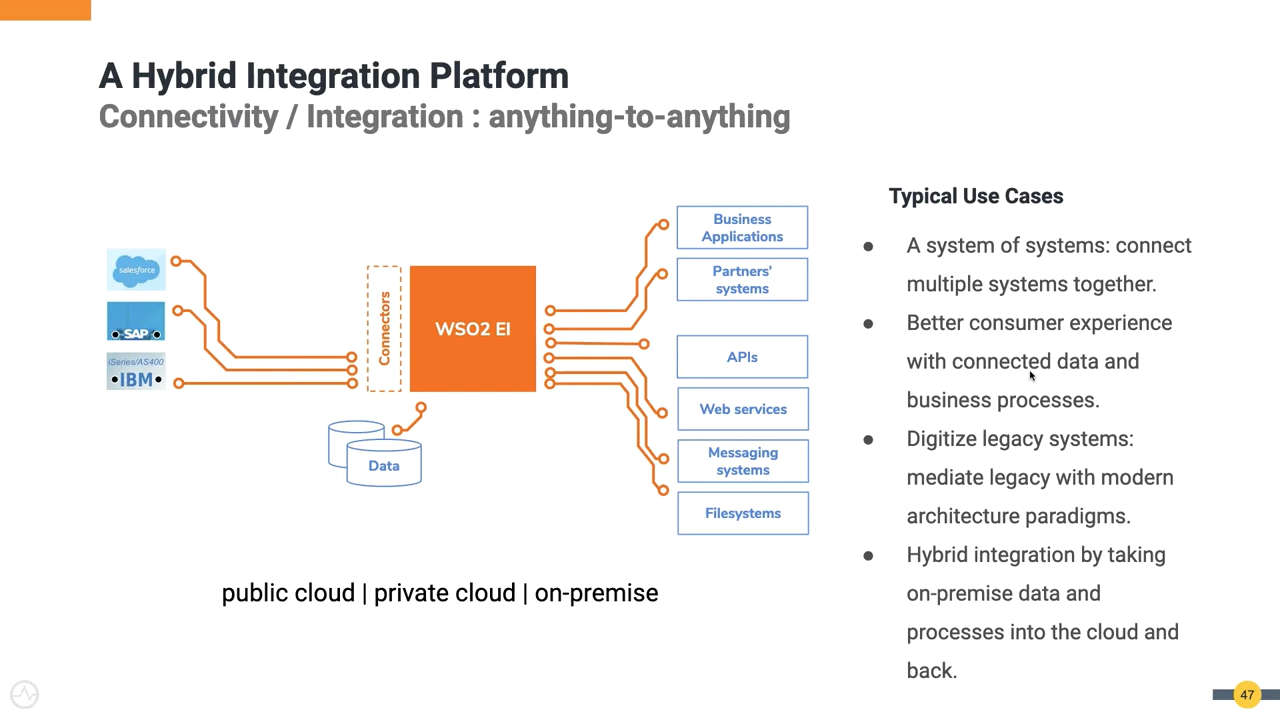 A Hybrid Integration Platform
Connectivity / Integration : anything-to-anything
salesforce
SAP
iSeries/AS400
IBM
Connectors
WSO2 EI
Data
Business
Applications
Partners'
systems
APIs
Web services
Messaging
systems
Filesystems
public cloud | private cloud | on-premise
Typical Use Cases
● A system of systems: connect
multiple systems together.
● Better consumer experience
with connected data and
business processes.
● Digitize legacy systems:
mediate legacy with modern
architecture paradigms.
● Hybrid integration by taking
on-premise data and
processes into the cloud and
back.
47